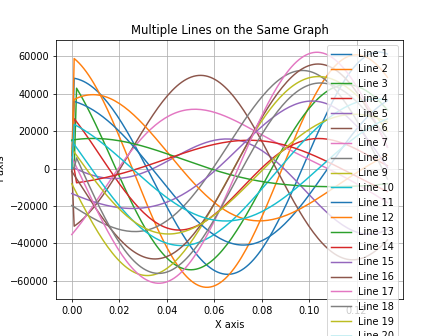 Multiple Lines on the Same Graph
60000
40000
20000
0
−20000
−40000
−60000
0.00
0.02
0.04
0.06
0.08
0.10
X axis
Line 1
Line 2
Line 3
Line 4
Line 5
Line 6
Line 7
Line 8
Line 9
Line 10
Line 11
Line 12
Line 13
Line 14
Line 15
Line 16
Line 17
Line 18
Line 19
Line 20